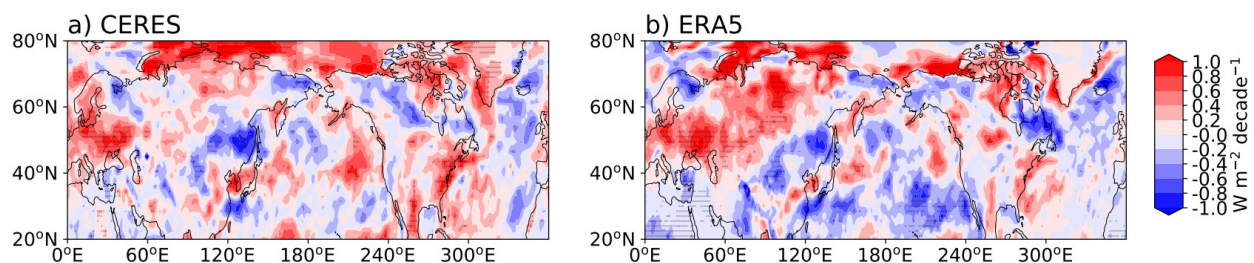 a) CERES
b) ERA5
80°N
60°N
40°N
20°N
0°E
60°E
120°E
180°E
240°E
300°E
80°N
60°N
40°N
20°N
0°E
60°E
120°E
180°E
240°E
300°E
1.0
0.8
0.6
0.4
0.2
-0.0
-0.2
-0.4
-0.6
-0.8
-1.0
W m⁻² decade⁻¹